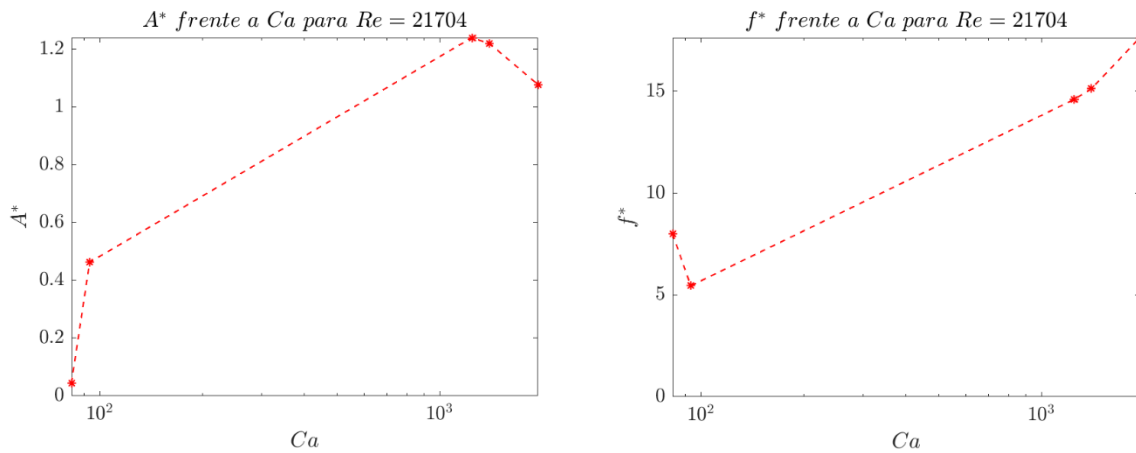 A* frente a Ca para Re = 21704
1.2
1
0.8
0.6
0.4
0.2
0
A*
10²
10³
Ca
f* frente a Ca para Re = 21704
15
10
5
0
f*
10²
10³
Ca